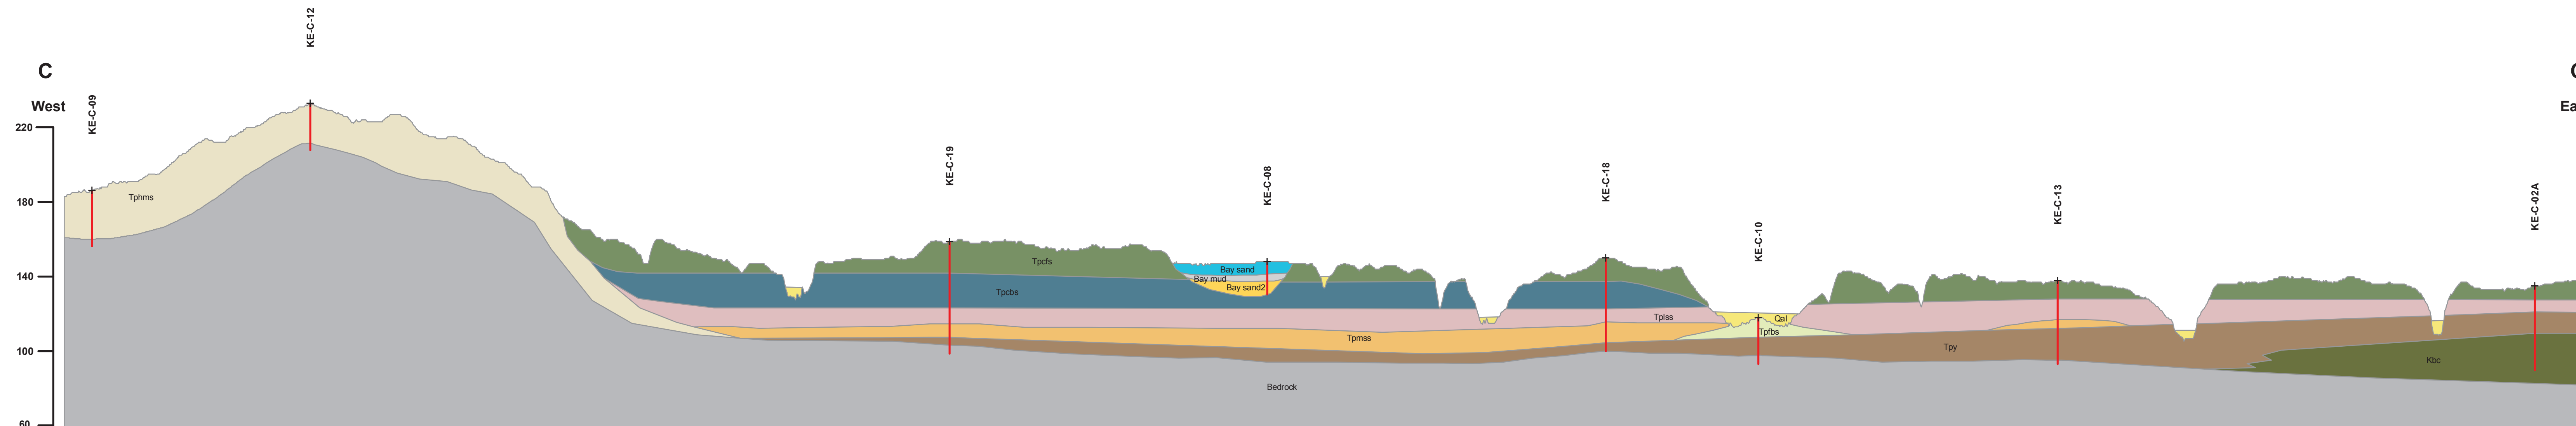 KE-C-12
C
West
KE-C-09
220
180
140
100
60
Tphms
KE-C-19
KE-C-08
KE-C-18
KE-C-10
KE-C-13
KE-C-02A
Tpcfs
Bay sand
Bay mud
Bay sand2
Tpcbs
Tplss
Qal
Tpfbs
Tpmss
Tpy
Kbc
Bedrock